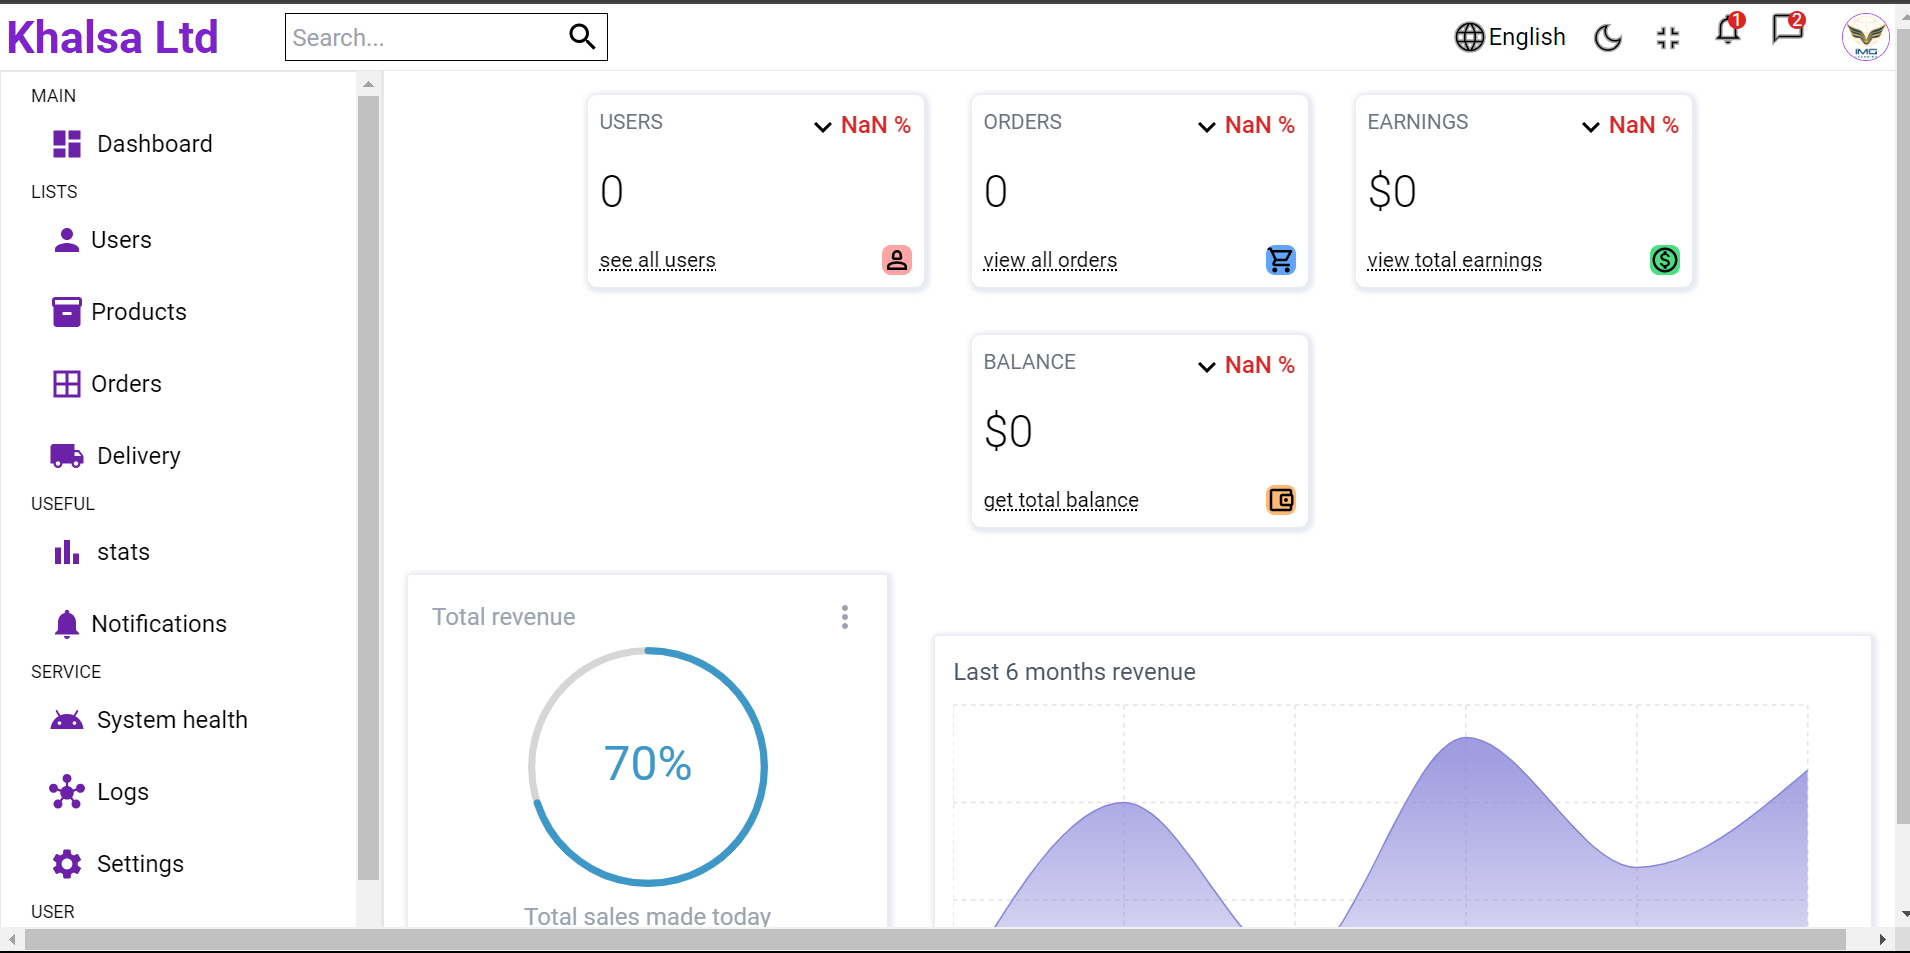 Khalsa Ltd
Search...
English
1
2
IMG
MAIN
Dashboard
LISTS
Users
Products
Orders
Delivery
USEFUL
stats
Notifications
SERVICE
System health
Logs
Settings
USER
USERS
NaN %
0
see all users
ORDERS
NaN %
0
view all orders
EARNINGS
NaN %
$0
view total earnings
BALANCE
NaN %
$0
get total balance
Total revenue
70%
Total sales made today
Last 6 months revenue